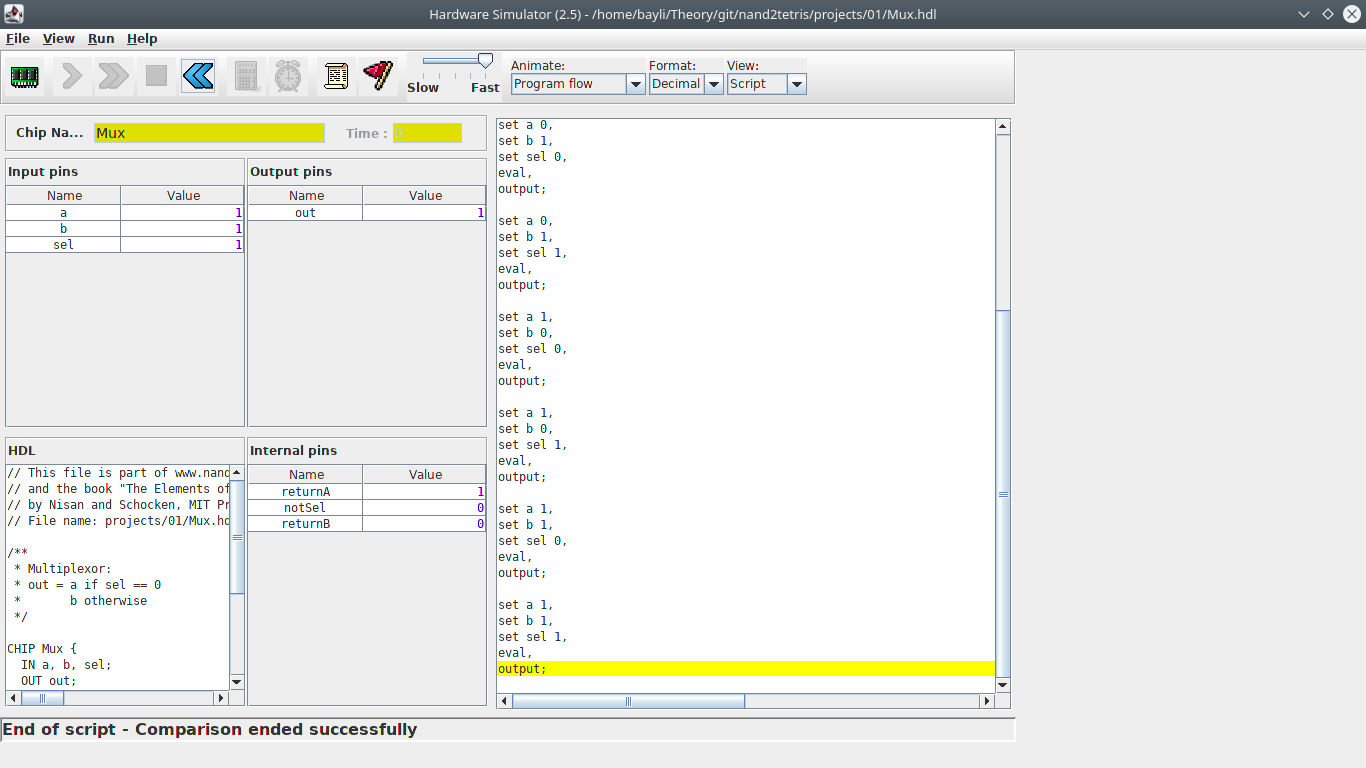 Hardware Simulator (2.5) - /home/bayli/Theory/git/nand2tetris/projects/01/Mux.hdl
File View Run Help
Slow Fast
Animate: Format: View:
Program flow Decimal Script
Chip Na... Mux Time : 0
Input pins
Name Value
a 1
b 1
sel 1
Output pins
Name Value
out 1
HDL
// This file is part of www.nand
// and the book "The Elements of
// by Nisan and Schocken, MIT Pr
// File name: projects/01/Mux.hd
/**
* Multiplexor:
* out = a if sel == 0
* b otherwise
*/
CHIP Mux {
IN a, b, sel;
OUT out;
Internal pins
Name Value
returnA 1
notSel 0
returnB 0
set a 0,
set b 1,
set sel 0,
eval,
output;
set a 0,
set b 1,
set sel 1,
eval,
output;
set a 1,
set b 0,
set sel 0,
eval,
output;
set a 1,
set b 0,
set sel 1,
eval,
output;
set a 1,
set b 1,
set sel 0,
eval,
output;
set a 1,
set b 1,
set sel 1,
eval,
output;
End of script - Comparison ended successfully